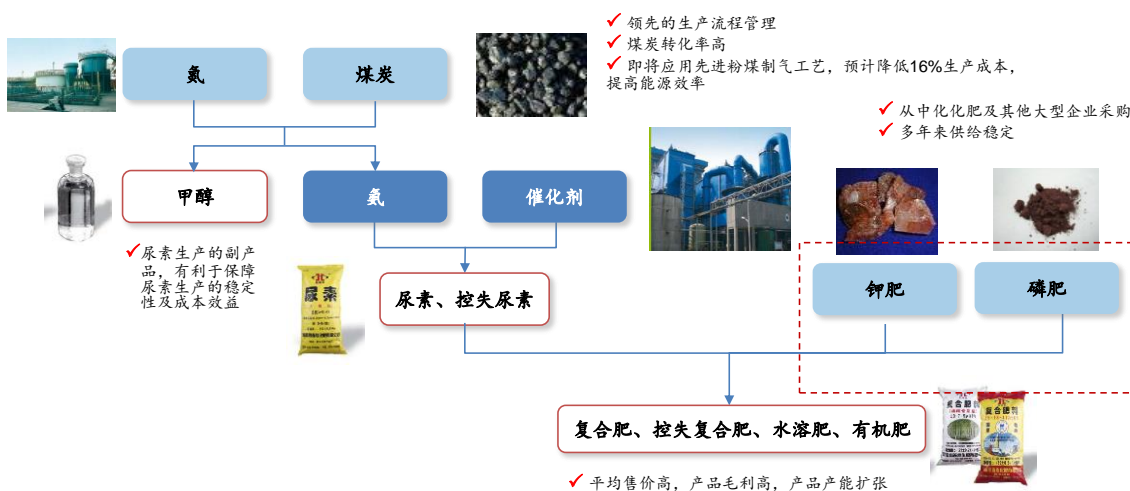 领先的生产流程管理
煤炭转化率高
即将应用先进粉煤制气工艺，预计降低16%生产成本，
提高能源效率
氮
煤炭
从中化化肥及其他大型企业采购
多年来供给稳定
甲醇
氨
催化剂
尿素生产的副产
品，有利于保障
尿素生产的稳定
性及成本效益
尿素
尿素、控失尿素
钾肥
磷肥
复合肥、控失复合肥、水溶肥、有机肥
复合肥料
复合肥料
平均售价高，产品毛利高，产品产能扩张